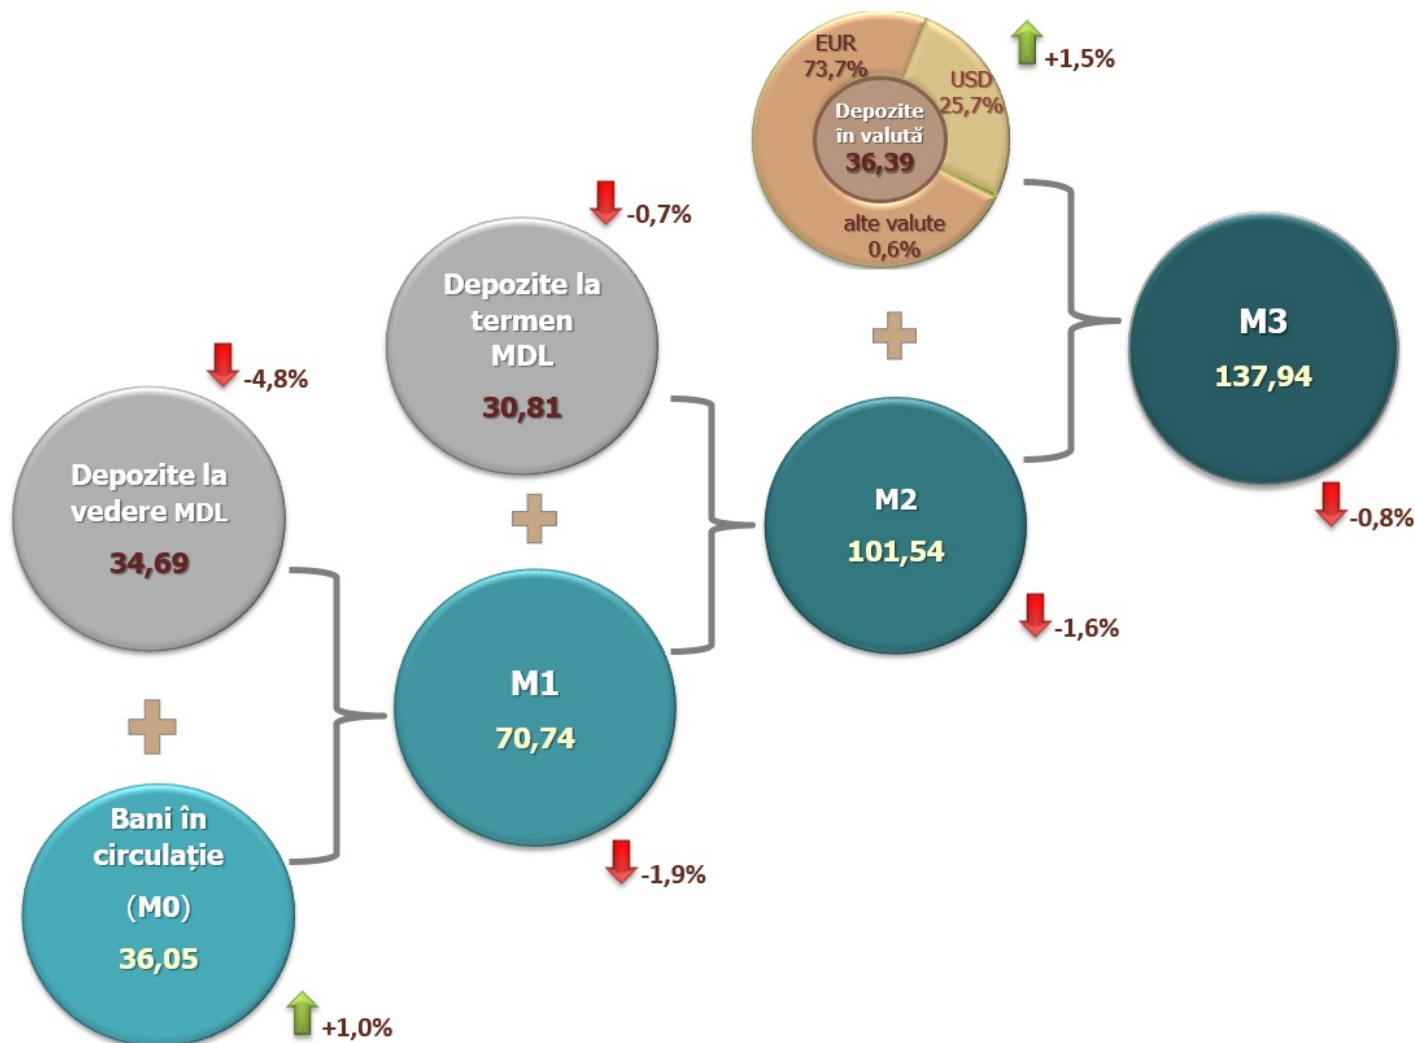 EUR
73,7%
USD
25,7%
Depozite
în valută
36,39
alte valute
0,6%
+1,5%
Depozite la
termen
MDL
30,81
-0,7%
M3
137,94
-0,8%
Depozite la
vedere MDL
34,69
-4,8%
M2
101,54
-1,6%
M1
70,74
-1,9%
Bani în
circulație
(M0)
36,05
+1,0%